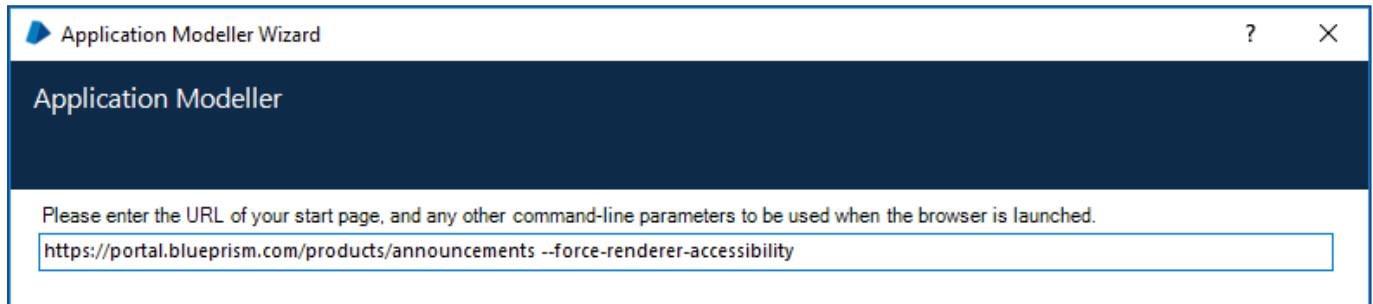 Application Modeller Wizard ?
Application Modeller
Please enter the URL of your start page, and any other command-line parameters to be used when the browser is launched.
https://portal.blueprism.com/products/announcements --force-renderer-accessibility